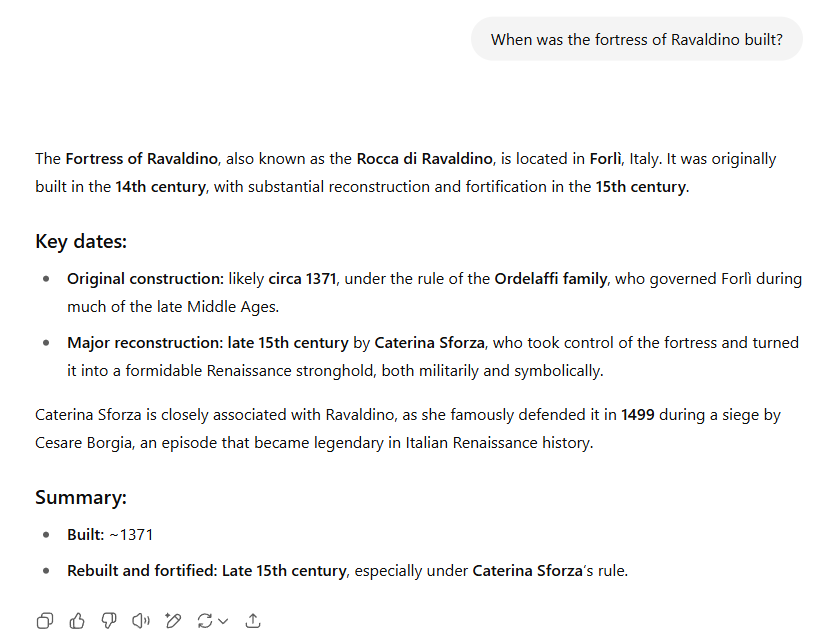 When was the fortress of Ravaldino built?
The Fortress of Ravaldino, also known as the Rocca di Ravaldino, is located in Forlì, Italy. It was originally
built in the 14th century, with substantial reconstruction and fortification in the 15th century.
Key dates:
• Original construction: likely circa 1371, under the rule of the Ordelaffi family, who governed Forlì during
much of the late Middle Ages.
• Major reconstruction: late 15th century by Caterina Sforza, who took control of the fortress and turned
it into a formidable Renaissance stronghold, both militarily and symbolically.
Caterina Sforza is closely associated with Ravaldino, as she famously defended it in 1499 during a siege by
Cesare Borgia, an episode that became legendary in Italian Renaissance history.
Summary:
• Built: ~1371
• Rebuilt and fortified: Late 15th century, especially under Caterina Sforza's rule.